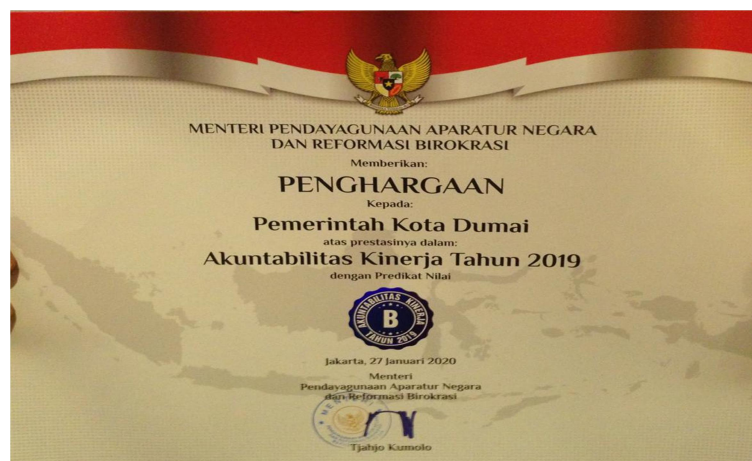 MENTERI PENDAYAGUNAAN APARATUR NEGARA
DAN REFORMASI BIROKRASI
Memberikan:
PENGHARGAAN
Kepada:
Pemerintah Kota Dumai
atas prestasinya dalam:
Akuntabilitas Kinerja Tahun 2019
dengan Predikat Nilai
AKUNTABILITAS KINERJA
B
TAHUN 2019
Jakarta, 27 Januari 2020
Menteri
Pendayagunaan Aparatur Negara
dan Reformasi Birokrasi
Tjahjo Kumolo